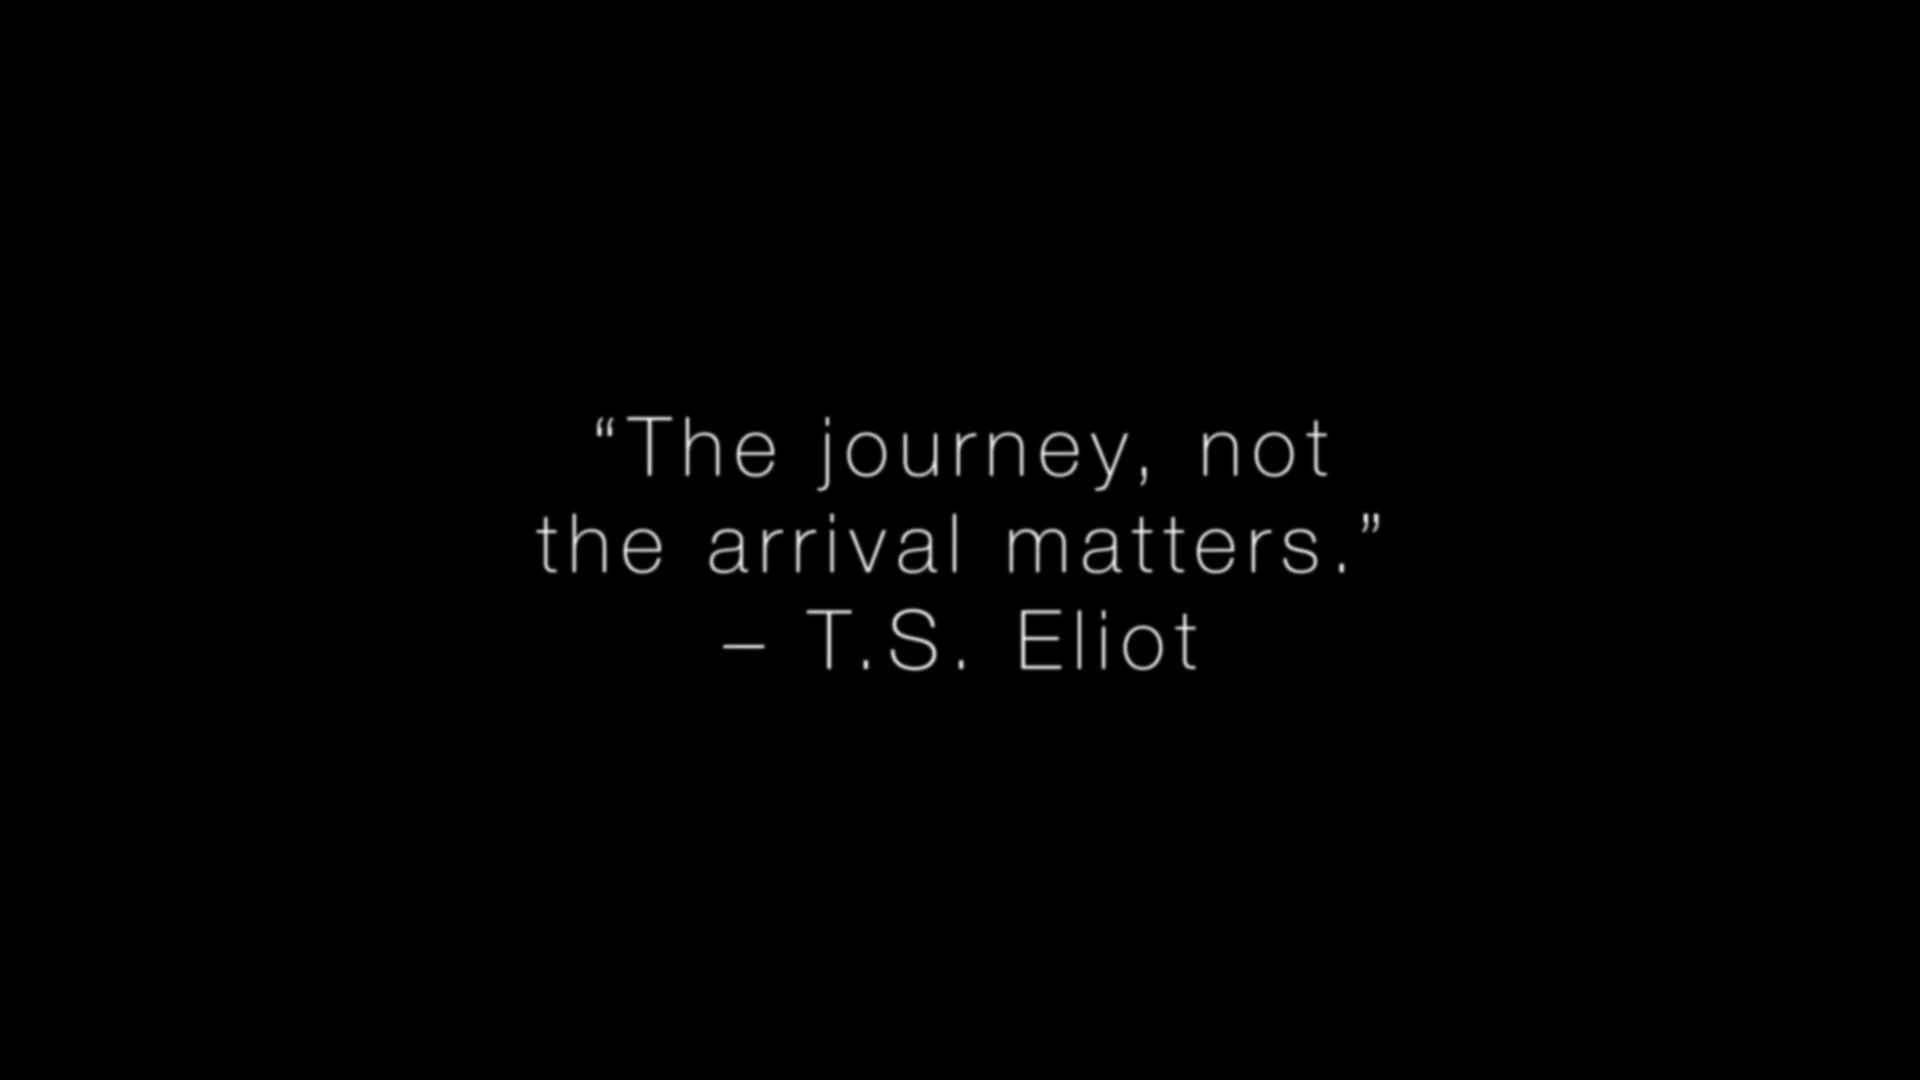 “The journey, not
the arrival matters.”
– T.S. Eliot